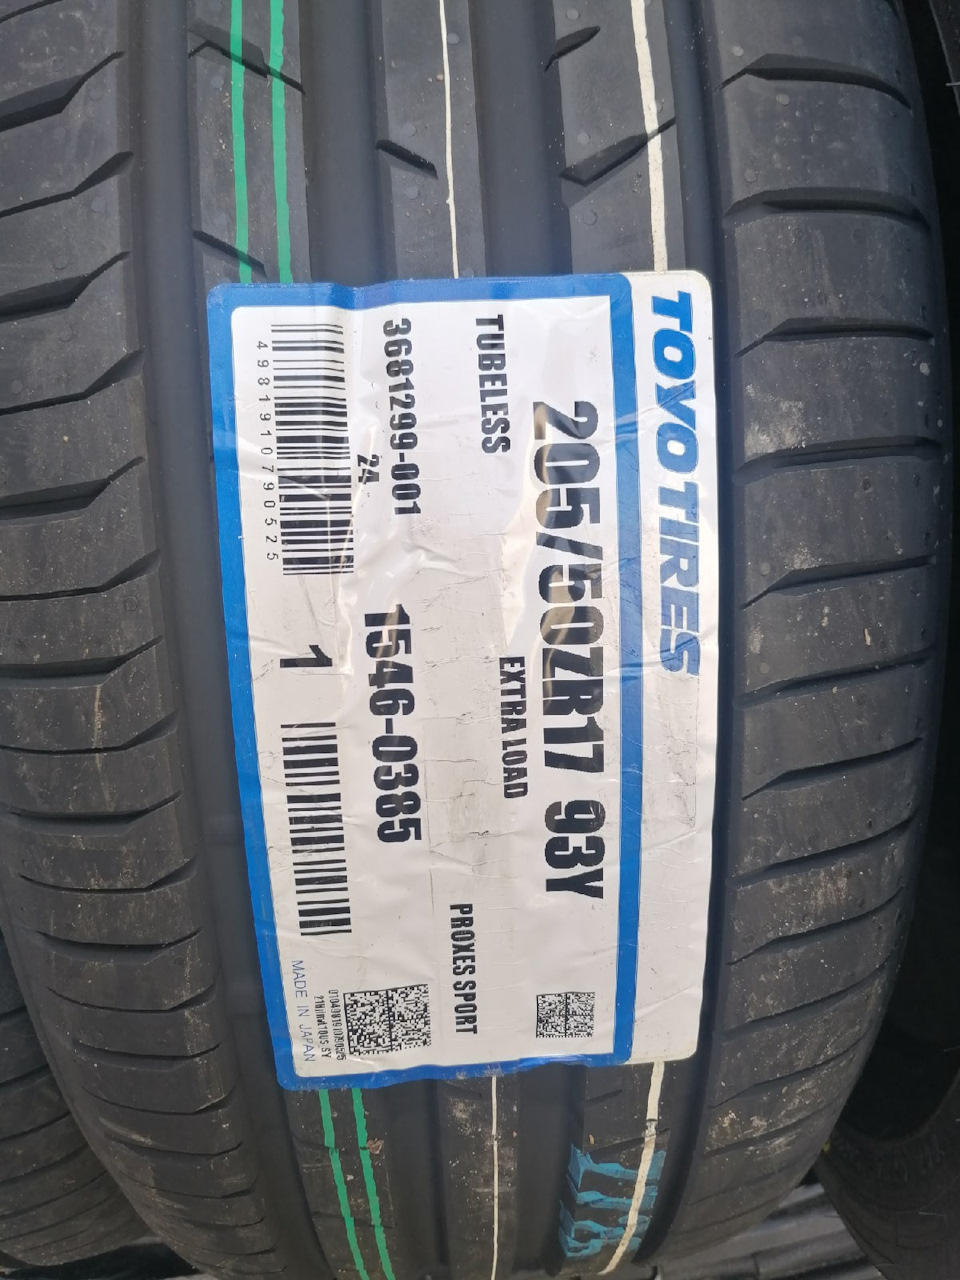 TOYO TIRES
205/50ZR17 93Y
TUBELESS
EXTRA LOAD
PROXES SPORT
3681299-001
1546-0385
24
4981910790525
1
MADE IN JAPAN